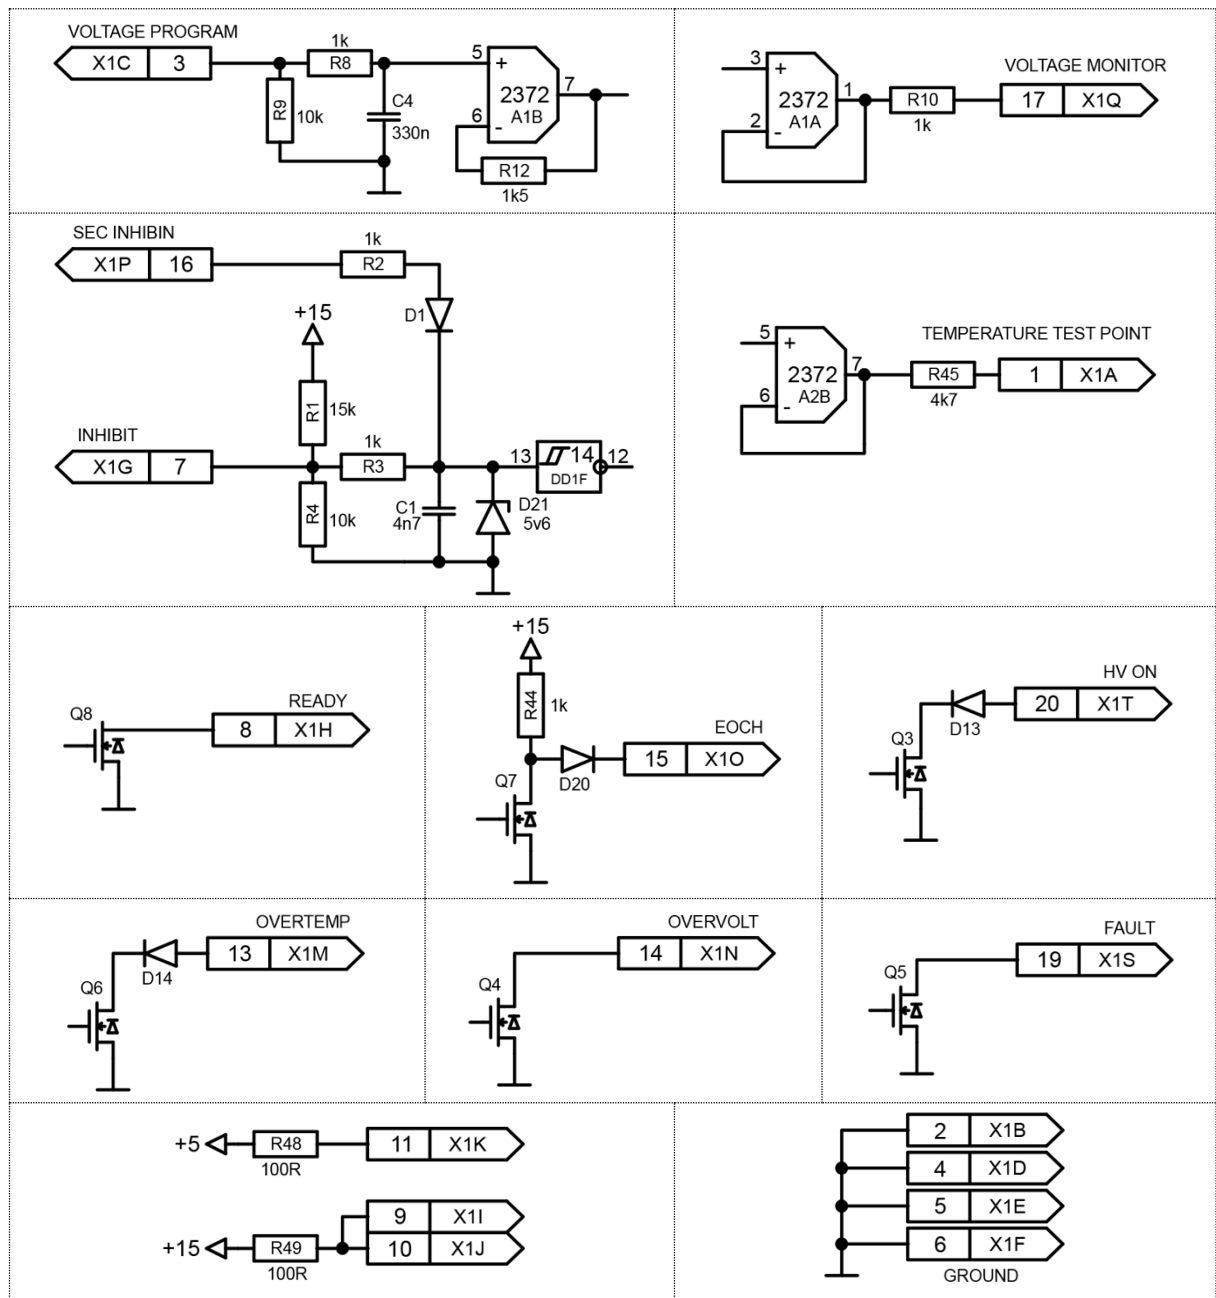 VOLTAGE PROGRAM
X1C 3
1k
R8
R9
10k
C4
330n
5
+
2372
A1B
7
6
-
R12
1k5
3
+
2372
A1A
1
2
-
R10
1k
VOLTAGE MONITOR
17 X1Q
SEC INHIBIN
X1P 16
1k
R2
D1
+15
R1
15k
INHIBIT
X1G 7
1k
R3
R4
10k
C1
4n7
D21
5v6
13
14
DD1F
12
5
+
2372
A2B
7
6
-
R45
4k7
TEMPERATURE TEST POINT
1 X1A
Q8
READY
8 X1H
+15
R44
1k
Q7
D20
EOCH
15 X1O
Q3
D13
HV ON
20 X1T
Q6
D14
OVERTEMP
13 X1M
Q4
OVERVOLT
14 X1N
Q5
FAULT
19 X1S
+5
R48
100R
11 X1K
+15
R49
100R
9 X1I
10 X1J
2 X1B
4 X1D
5 X1E
6 X1F
GROUND